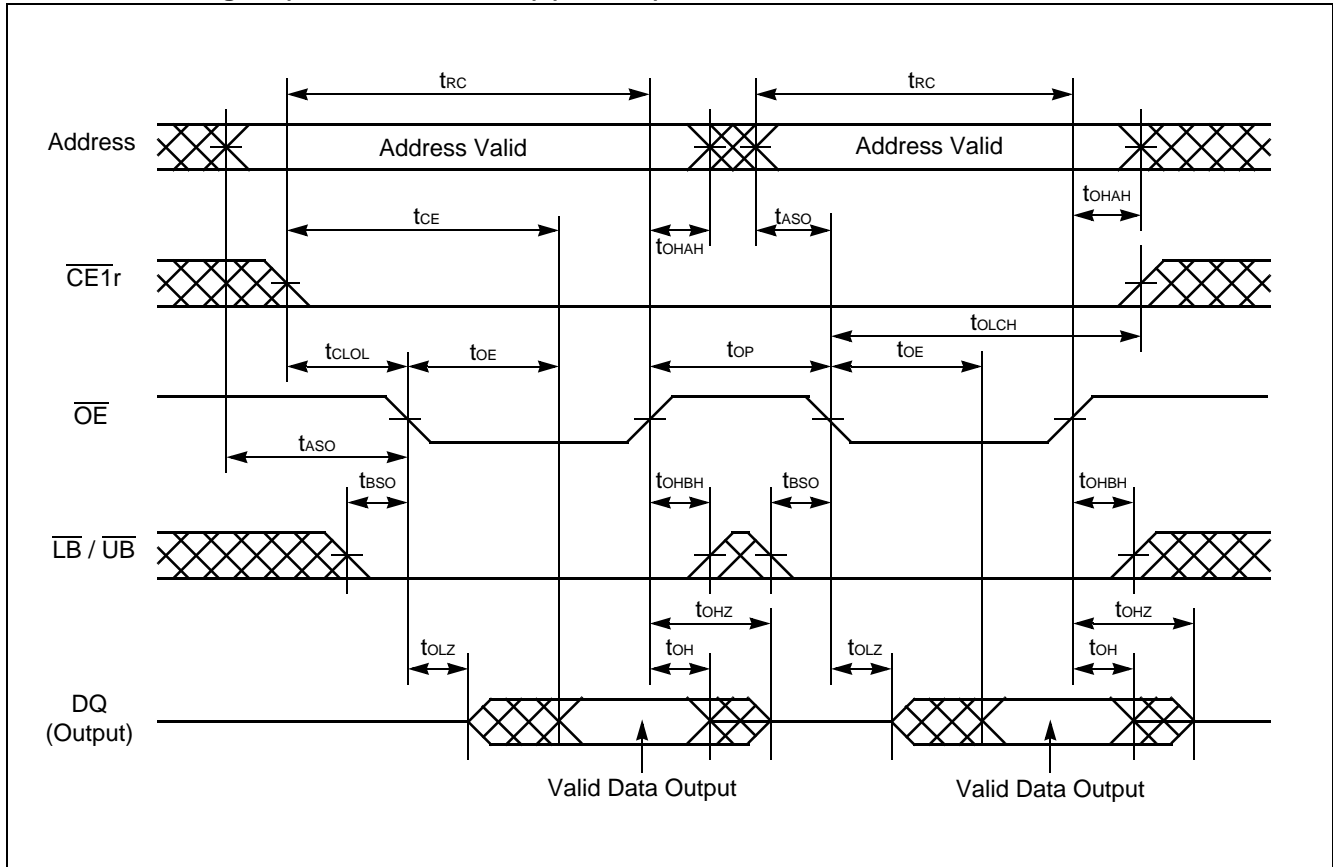 tRC tRC
Address Address Valid Address Valid
tOHAH
tCE tASO
tOHAH
CE1r
tOLCH
tCLOL tOE tOP tOE
OE
tASO
tBSO tOHBH tBSO tOHBH
LB / UB
tOHZ tOHZ
tOLZ tOH tOLZ tOH
DQ
(Output)
Valid Data Output Valid Data Output